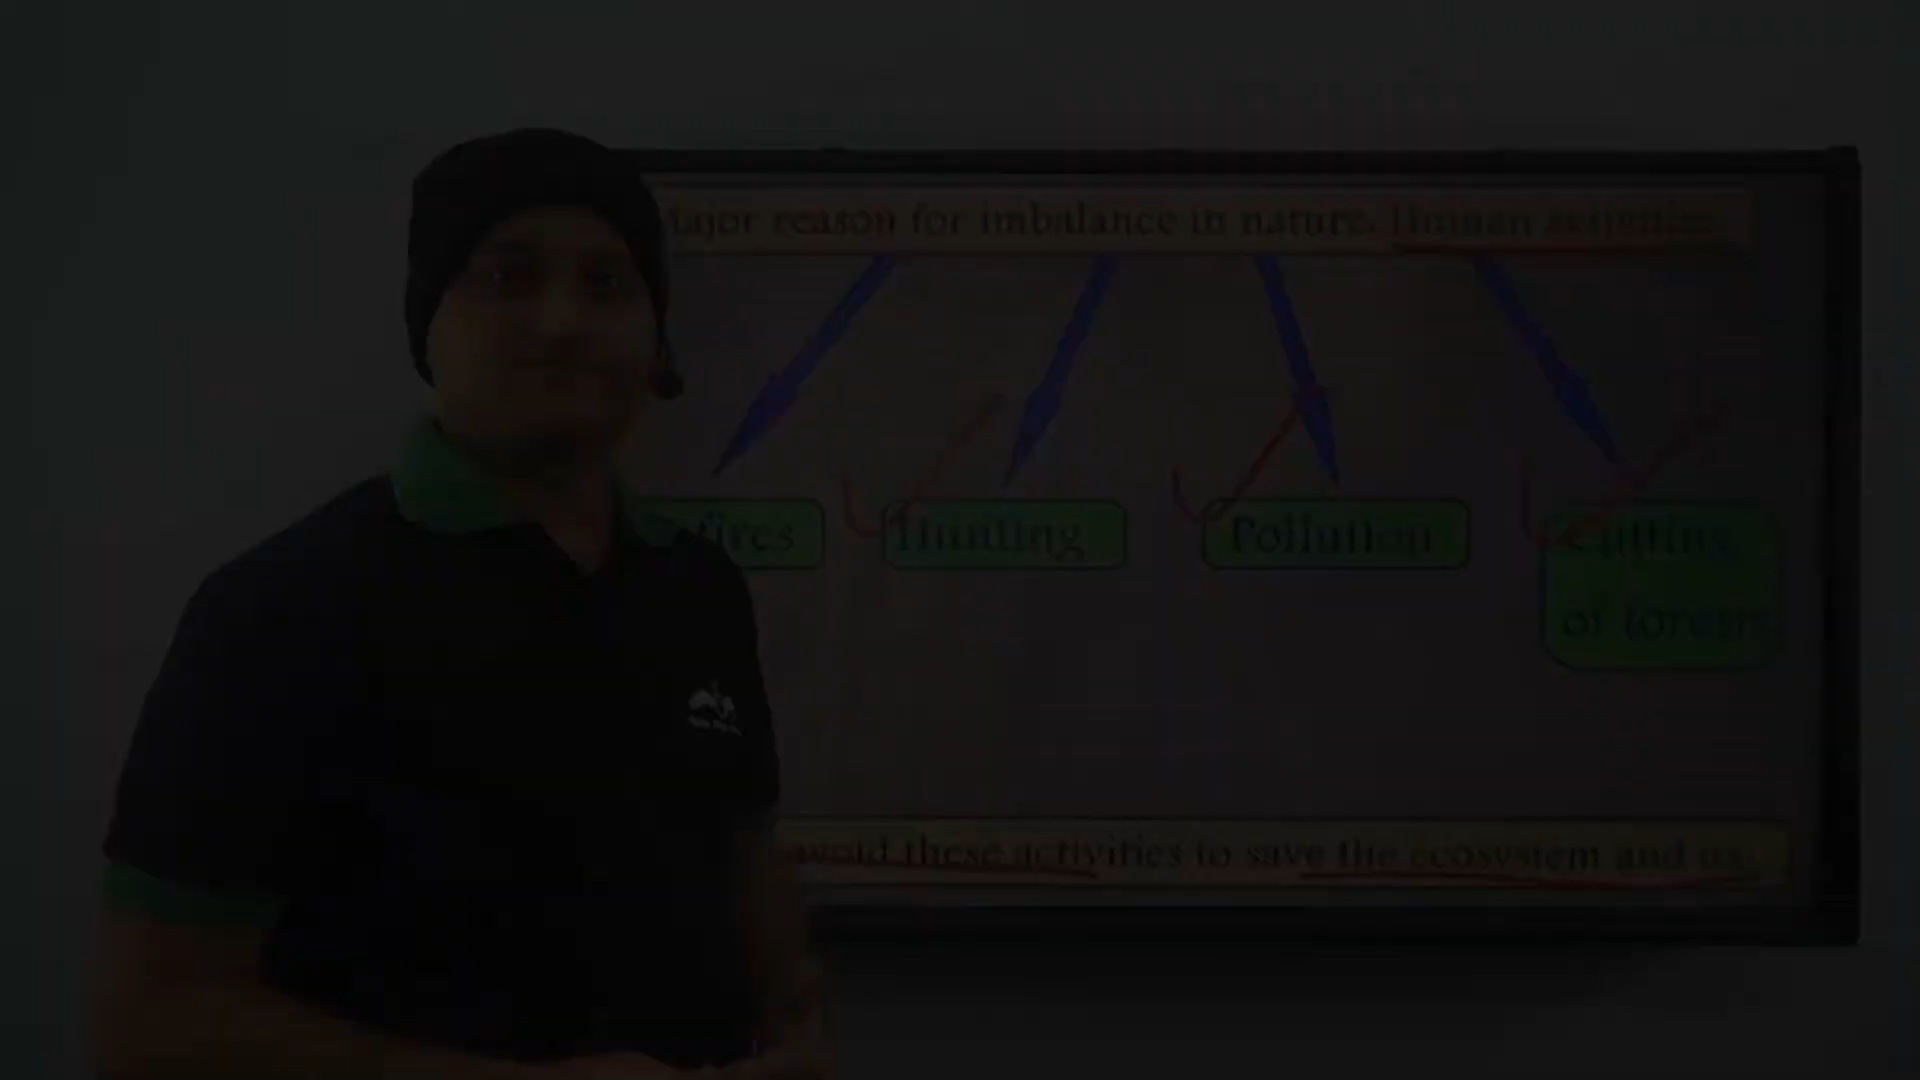 Major reason for imbalance in nature. Human activities.
fires
Hunting
Pollution
Cutting
of forests
avoid these activities to save the ecosystem and us.